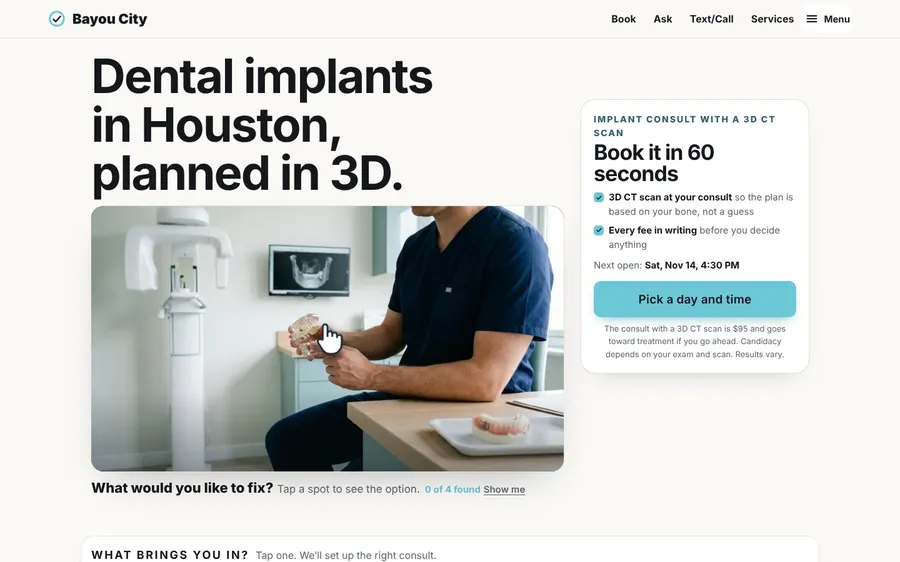 Bayou City
Book Ask Text/Call Services Menu
Dental implants
in Houston,
planned in 3D.
IMPLANT CONSULT WITH A 3D CT
SCAN
Book it in 60
seconds
3D CT scan at your consult so the plan is
based on your bone, not a guess
Every fee in writing before you decide
anything
Next open: Sat, Nov 14, 4:30 PM
Pick a day and time
The consult with a 3D CT scan is $95 and goes
toward treatment if you go ahead. Candidacy
depends on your exam and scan. Results vary.
What would you like to fix? Tap a spot to see the option. 0 of 4 found Show me
WHAT BRINGS YOU IN? Tap one. We'll set up the right consult.